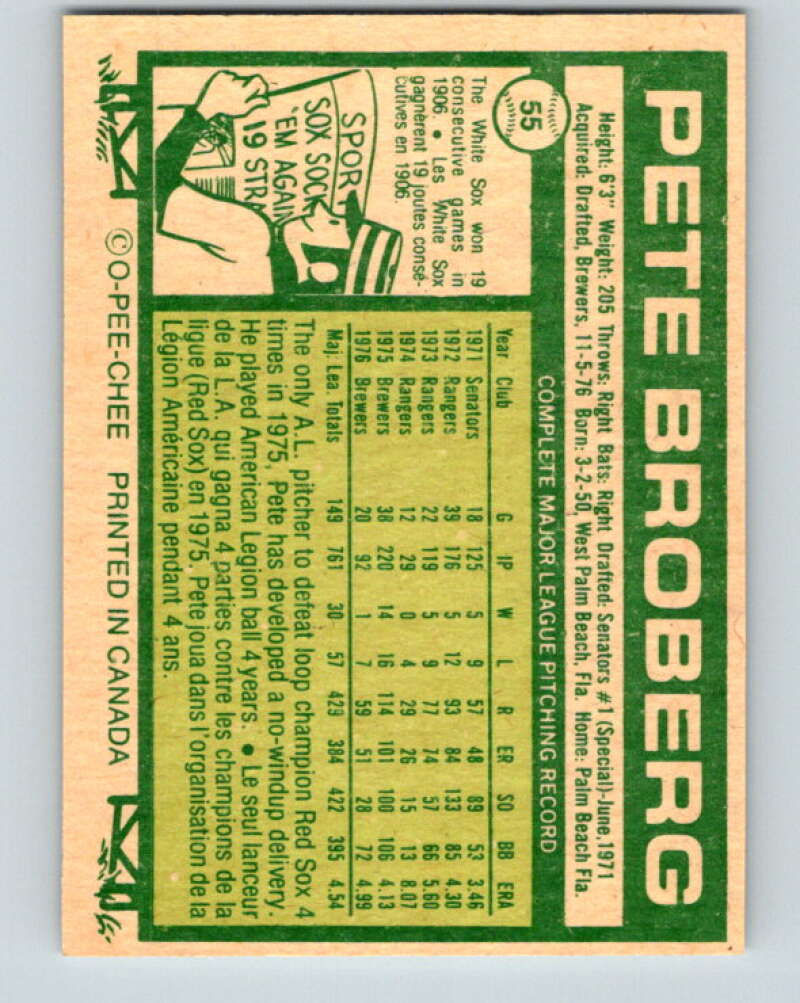 PETE BROBERG
55
Height: 6'3" Weight: 205 Throws: Right Bats: Right Drafted: Senators #1 (Special)-June, 1971
Acquired: Drafted, Brewers, 11-5-76 Born: 3-2-50, West Palm Beach, Fla. Home: Palm Beach Fla.
COMPLETE MAJOR LEAGUE PITCHING RECORD
The White Sox won 19
consecutive games in
1906. • Les White Sox
gagnèrent 19 joutes consé-
cutives en 1906.
SPORT
SOX SOCK
'EM AGAIN
19 STRA
Year Club G IP W L R ER SO BB ERA
1971 Senators 18 125 5 9 57 48 89 53 3.46
1972 Rangers 39 176 5 12 93 84 133 85 4.30
1973 Rangers 22 119 5 9 77 74 57 66 5.60
1974 Rangers 12 29 0 4 29 26 15 13 8.07
1975 Brewers 38 220 14 16 114 101 100 106 4.13
1976 Brewers 20 92 1 7 59 51 28 72 4.99
Maj. Lea. Totals 149 761 30 57 429 384 422 395 4.54
The only A.L. pitcher to defeat loop champion Red Sox 4
times in 1975, Pete has developed a no-windup delivery.
He played American Legion ball 4 years. • Le seul lanceur
de la L.A. qui gagna 4 parties contre les champions de la
ligue (Red Sox) en 1975, Pete joua dans l'organisation de la
Légion Américaine pendant 4 ans.
©O-PEE-CHEE PRINTED IN CANADA